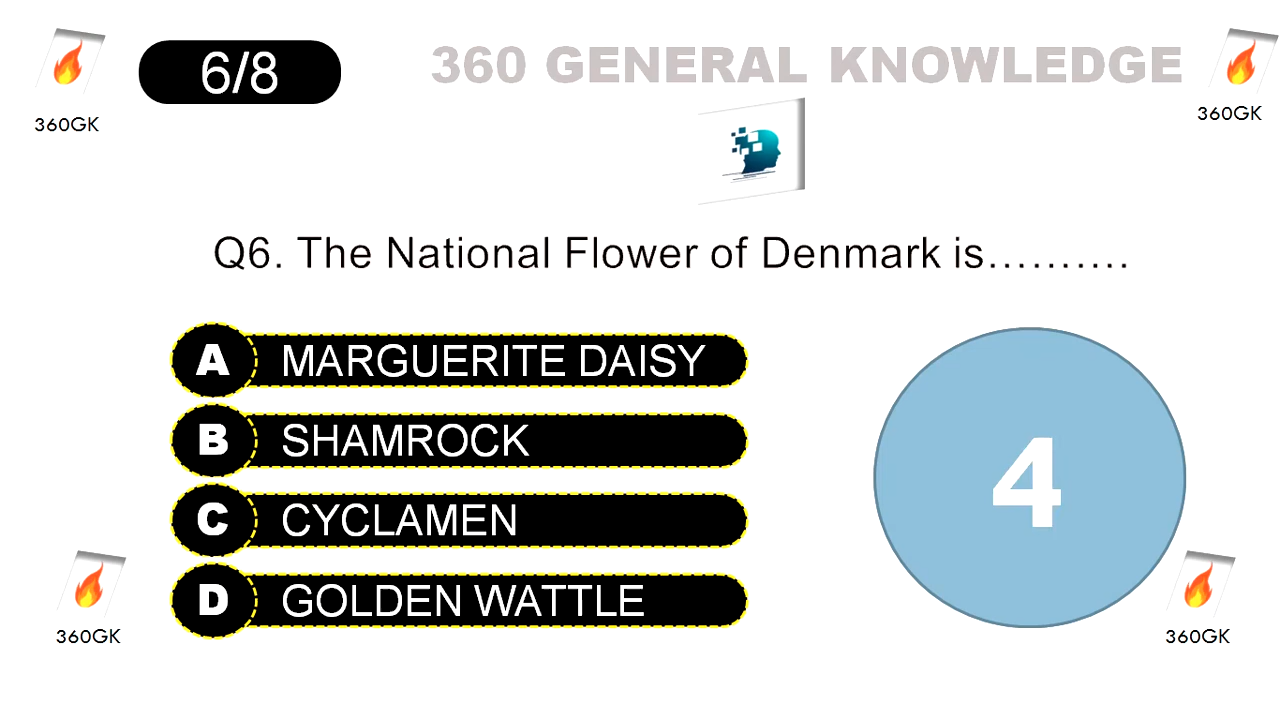 6/8
360 GENERAL KNOWLEDGE
360GK
360GK
Q6. The National Flower of Denmark is..........
A MARGUERITE DAISY
B SHAMROCK
C CYCLAMEN
D GOLDEN WATTLE
4
360GK
360GK